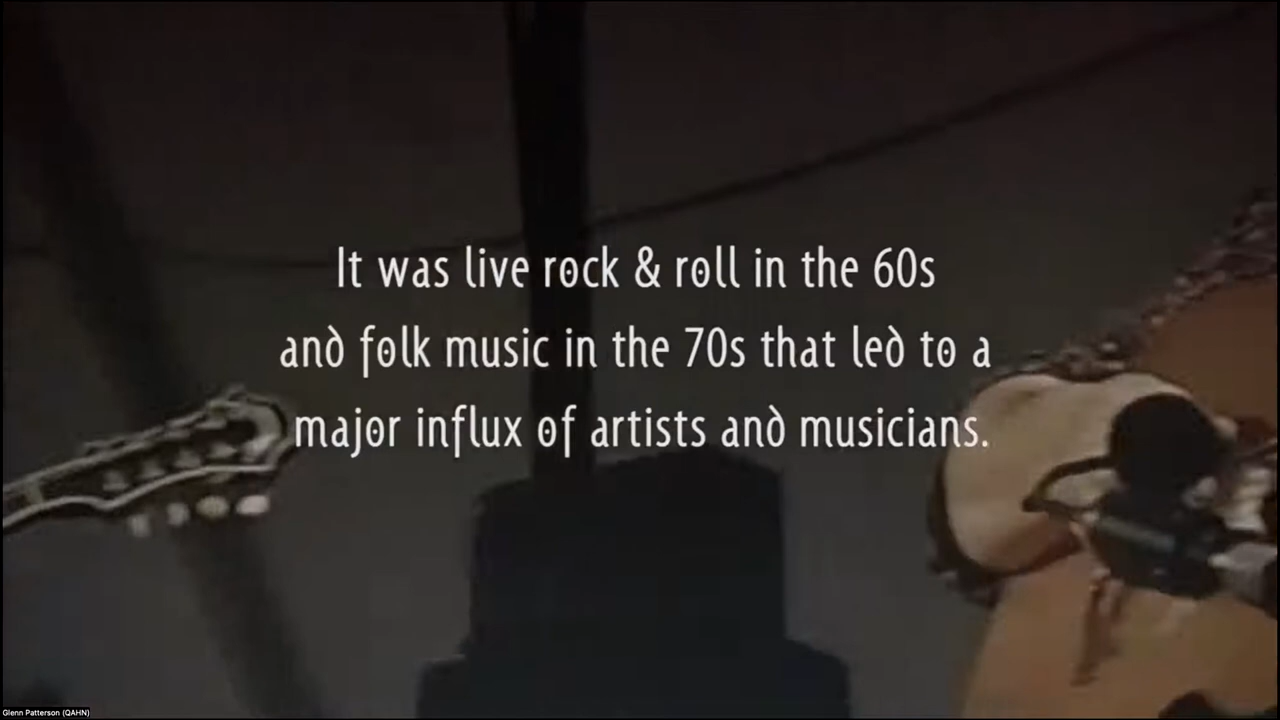 It was live rock & roll in the 60s
and folk music in the 70s that led to a
major influx of artists and musicians.
Glenn Patterson (QAHN)